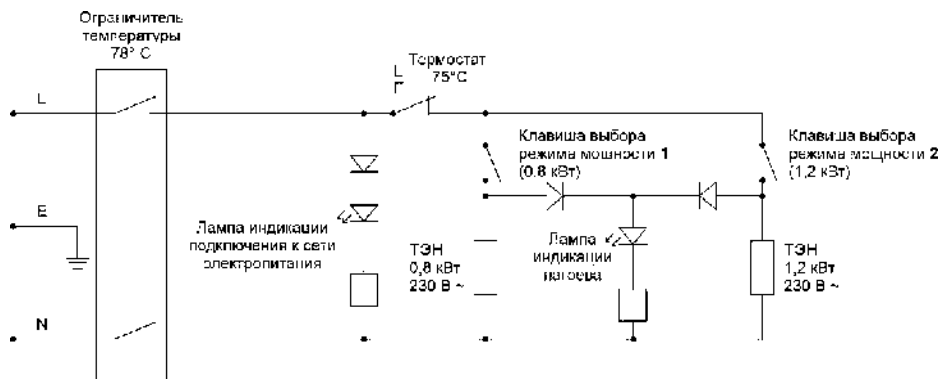 Ограничитель
температуры
78° С
Термостат
75°С
L
E
N
Клавиша выбора
режима мошности 1
(0.8 кВт)
Клавиша выбора
режима мощности 2
(1,2 кВт)
Лампа индикации
подключения к сети
электропитания
ТЭН
0,8 кВт
230 В ~
Лампа
индикации
нагрева
ТЭН
1,2 кВт
230 В ~